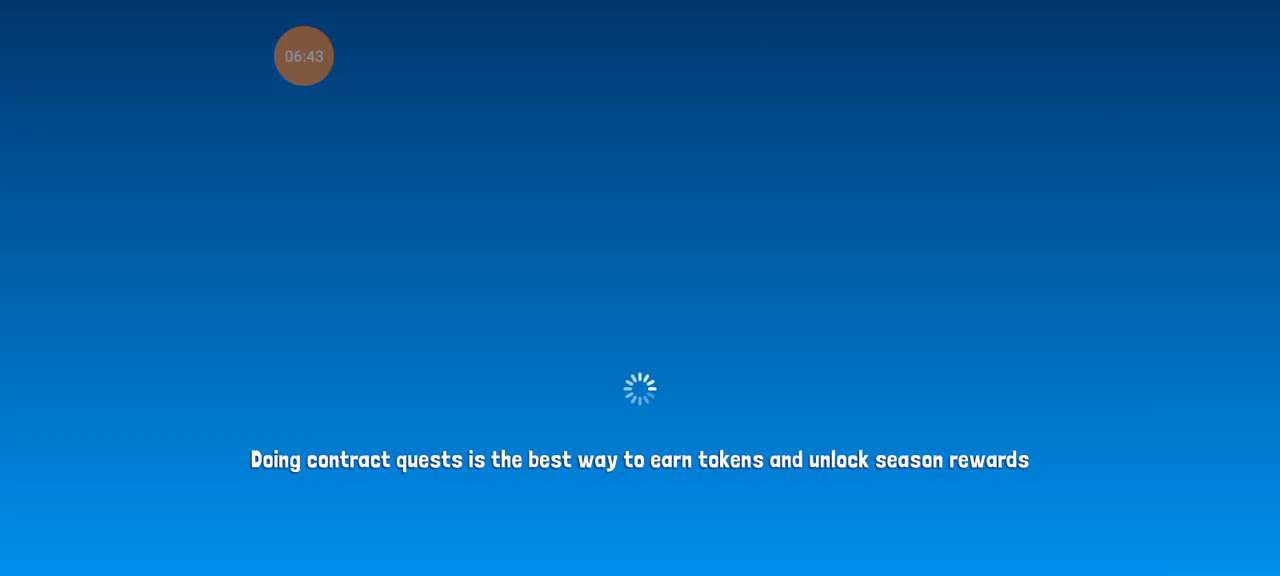 06:43
Doing contract quests is the best way to earn tokens and unlock season rewards